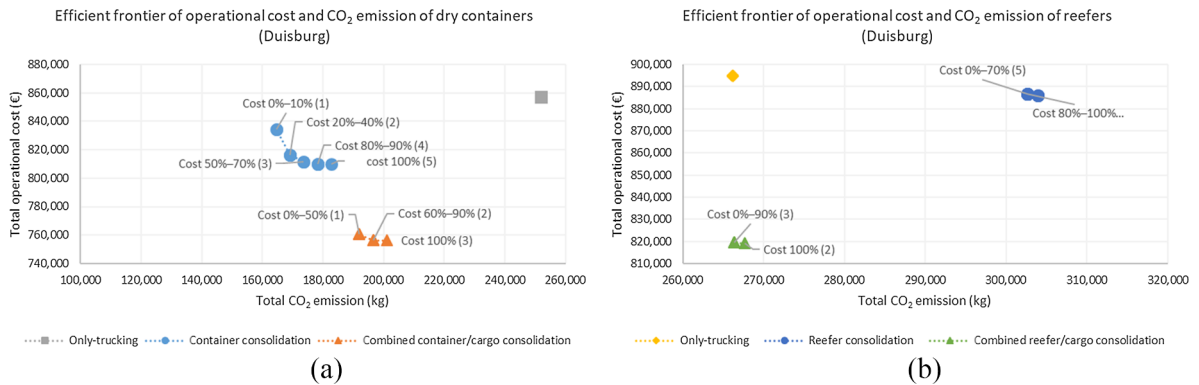 Efficient frontier of operational cost and CO₂ emission of dry containers
(Duisburg)
Total operational cost (€)
880,000
860,000
840,000
820,000
800,000
780,000
760,000
740,000
Cost 0%–10% (1)
Cost 20%–40% (2)
Cost 80%–90% (4)
Cost 50%–70% (3)
cost 100% (5)
Cost 0%–50% (1)
Cost 60%–90% (2)
Cost 100% (3)
100,000 120,000 140,000 160,000 180,000 200,000 220,000 240,000 260,000
Total CO₂ emission (kg)
Only-trucking Container consolidation Combined container/cargo consolidation
(a)
Efficient frontier of operational cost and CO₂ emission of reefers
(Duisburg)
Total operational cost (€)
900,000
890,000
880,000
870,000
860,000
850,000
840,000
830,000
820,000
810,000
Cost 0%–70% (5)
Cost 80%–100%...
Cost 0%–90% (3)
Cost 100% (2)
260,000 270,000 280,000 290,000 300,000 310,000 320,000
Total CO₂ emission (kg)
Only-trucking Reefer consolidation Combined reefer/cargo consolidation
(b)